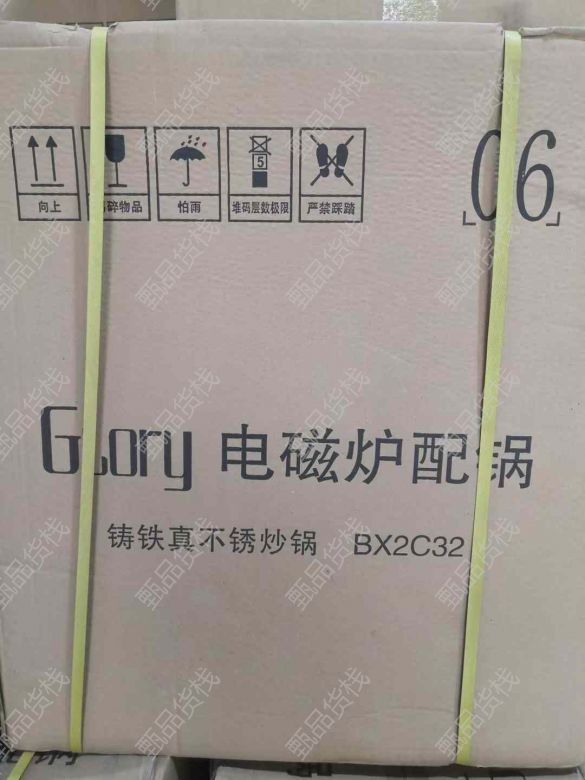 向上 易碎物品 怕雨 堆码层数极限 严禁踩踏
5
06
Glory 电磁炉配锅
铸铁真不锈炒锅 BX2C32
甄品货栈